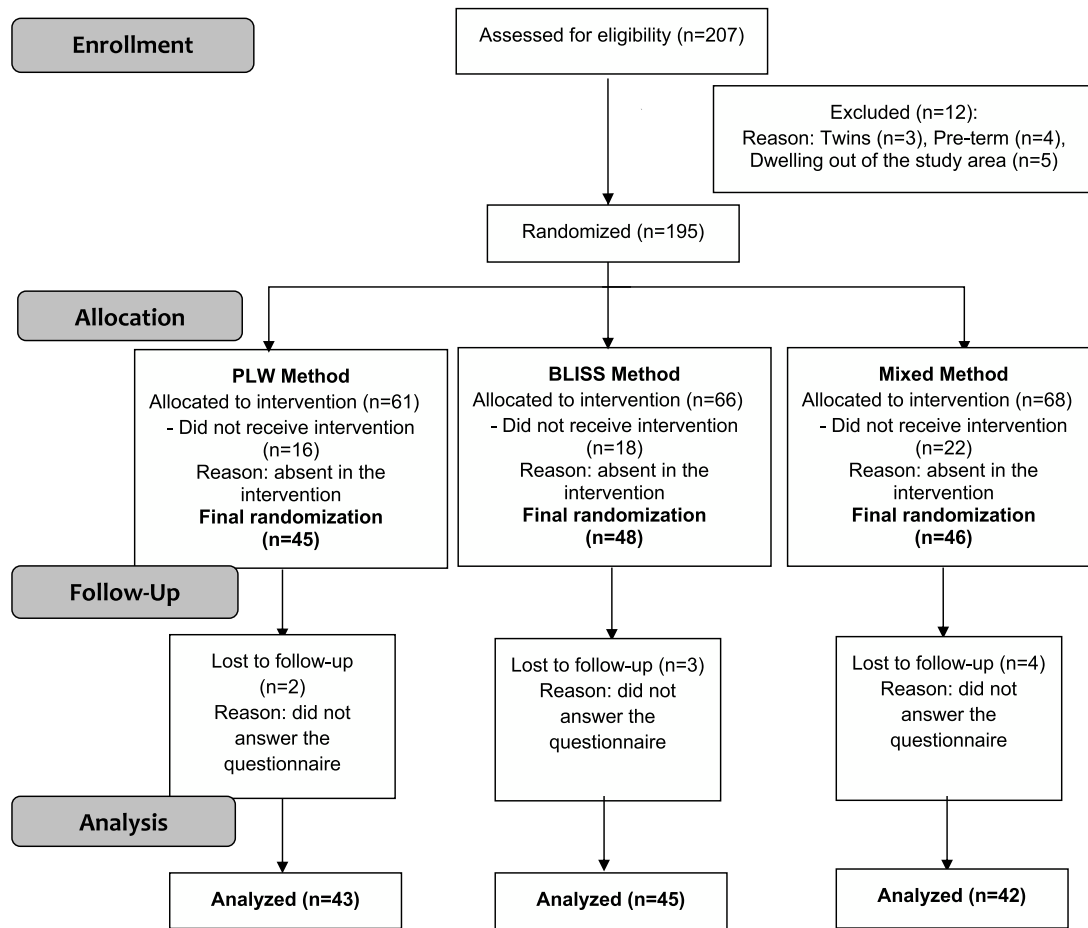 Enrollment
Assessed for eligibility (n=207)
Excluded (n=12):
Reason: Twins (n=3), Pre-term (n=4),
Dwelling out of the study area (n=5)
Randomized (n=195)
Allocation
PLW Method
Allocated to intervention (n=61)
- Did not receive intervention
(n=16)
Reason: absent in the
intervention
Final randomization
(n=45)
BLISS Method
Allocated to intervention (n=66)
- Did not receive intervention
(n=18)
Reason: absent in the
intervention
Final randomization
(n=48)
Mixed Method
Allocated to intervention (n=68)
- Did not receive intervention
(n=22)
Reason: absent in the
intervention
Final randomization
(n=46)
Follow-Up
Lost to follow-up
(n=2)
Reason: did not
answer the
questionnaire
Lost to follow-up (n=3)
Reason: did not
answer the
questionnaire
Lost to follow-up (n=4)
Reason: did not
answer the
questionnaire
Analysis
Analyzed (n=43)
Analyzed (n=45)
Analyzed (n=42)